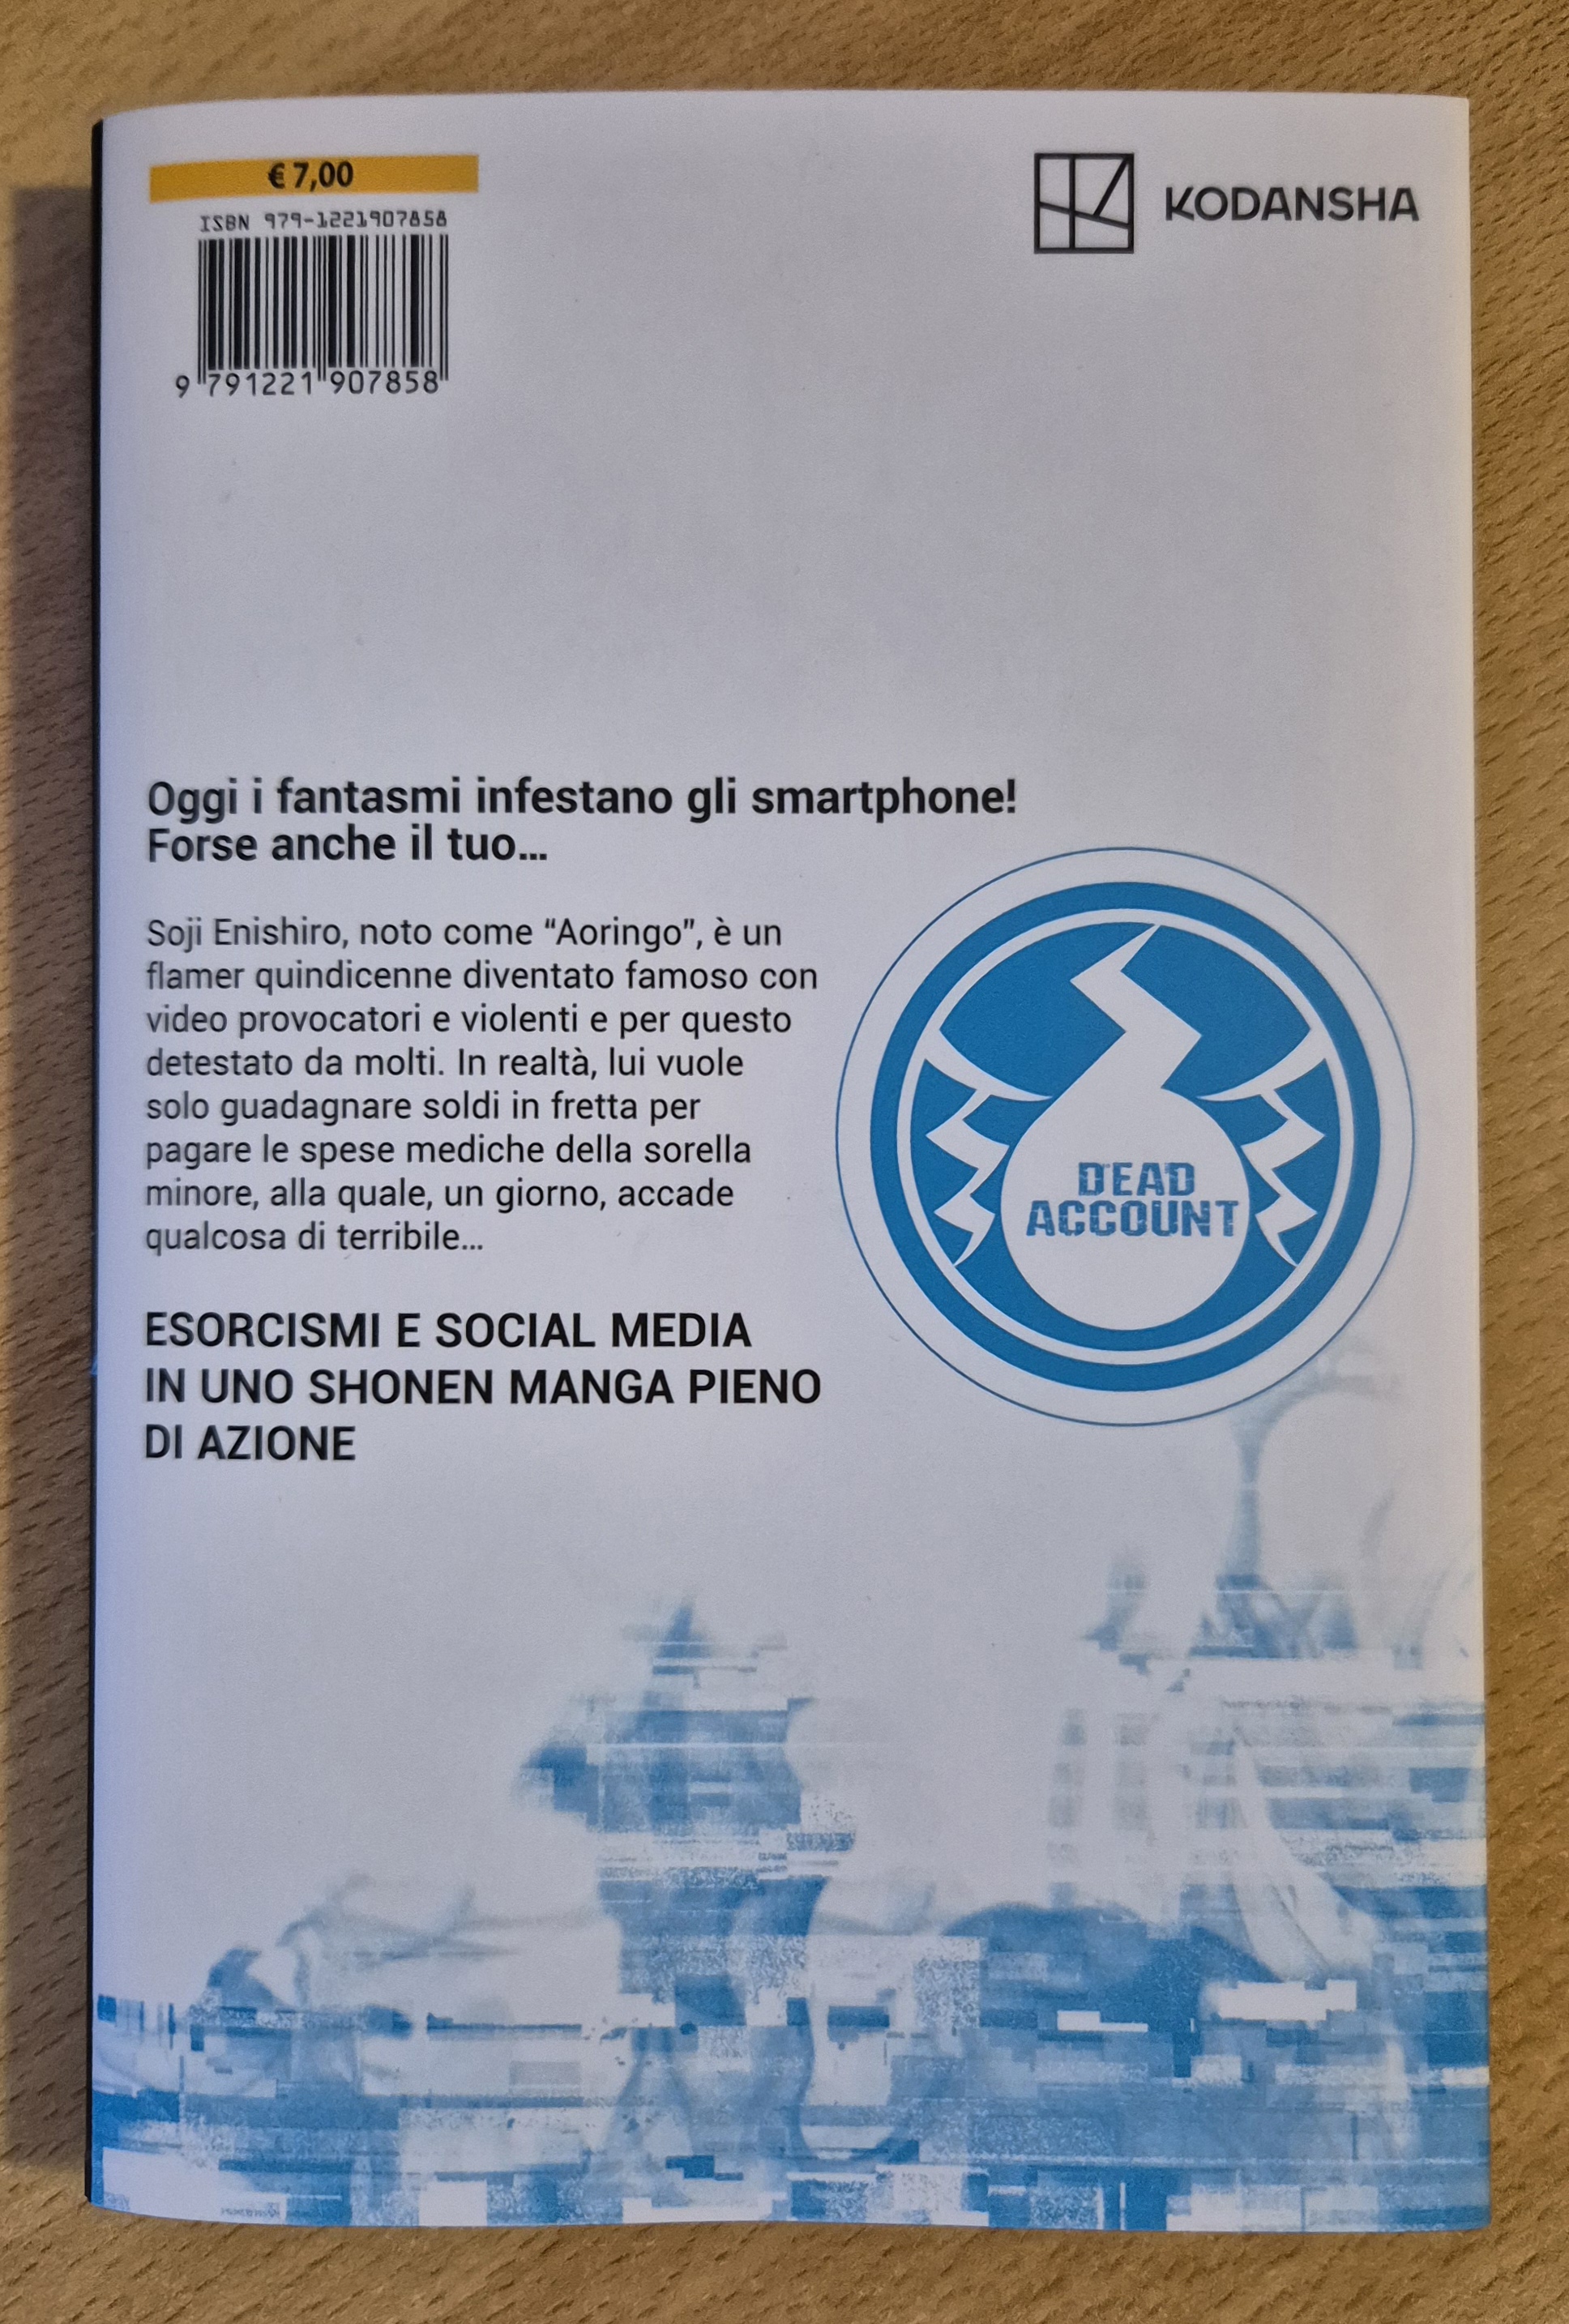 € 7,00
ISBN 979-1221907858
9 791221 907858
KODANSHA
Oggi i fantasmi infestano gli smartphone!
Forse anche il tuo...
Soji Enishiro, noto come “Aoringo”, è un
flamer quindicenne diventato famoso con
video provocatori e violenti e per questo
detestato da molti. In realtà, lui vuole
solo guadagnare soldi in fretta per
pagare le spese mediche della sorella
minore, alla quale, un giorno, accade
qualcosa di terribile...
ESORCISMI E SOCIAL MEDIA
IN UNO SHONEN MANGA PIENO
DI AZIONE
DEAD
ACCOUNT